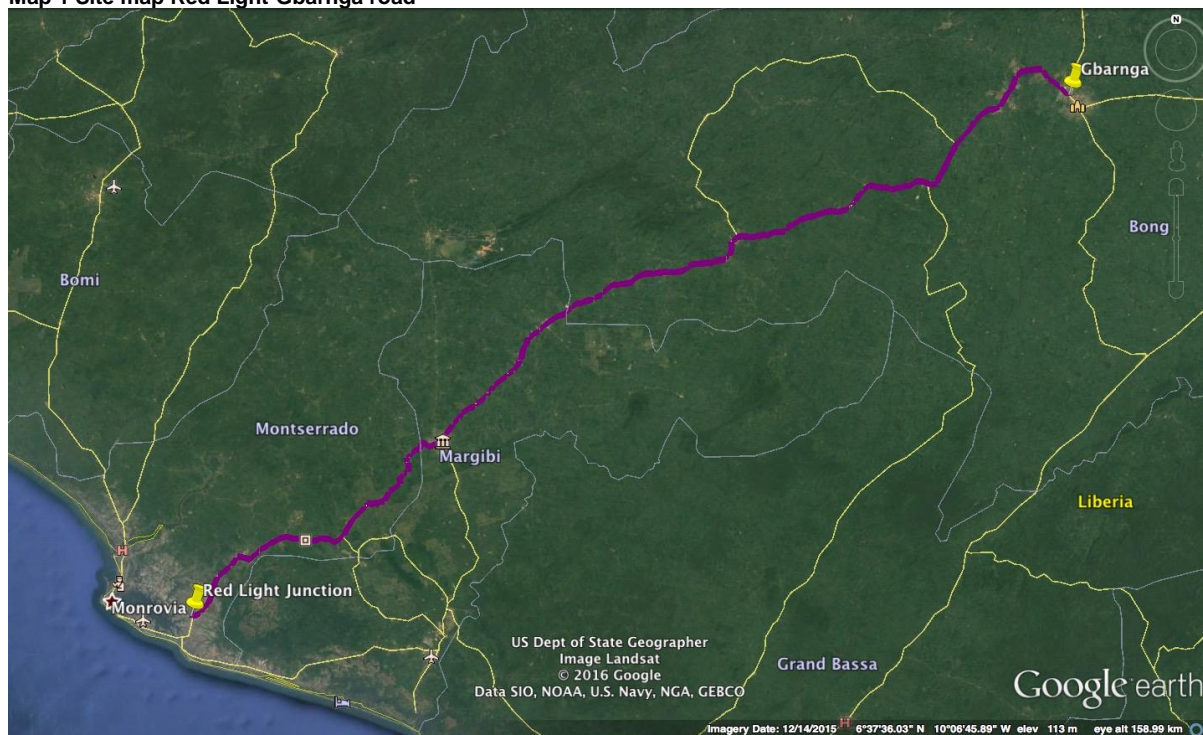 Map 1 Site map Red Light-Gbarnga road
N
Gbarnga
Bong
Bomi
Montserrado
Margibi
Liberia
Red Light Junction
H
Monrovia
US Dept of State Geographer
Image Landsat
© 2016 Google
Data SIO, NOAA, U.S. Navy, NGA, GEBCO
Grand Bassa
Google earth
H
Imagery Date: 12/14/2015 6°37'36.03" N 10°06'45.89" W elev 113 m eye alt 158.99 km